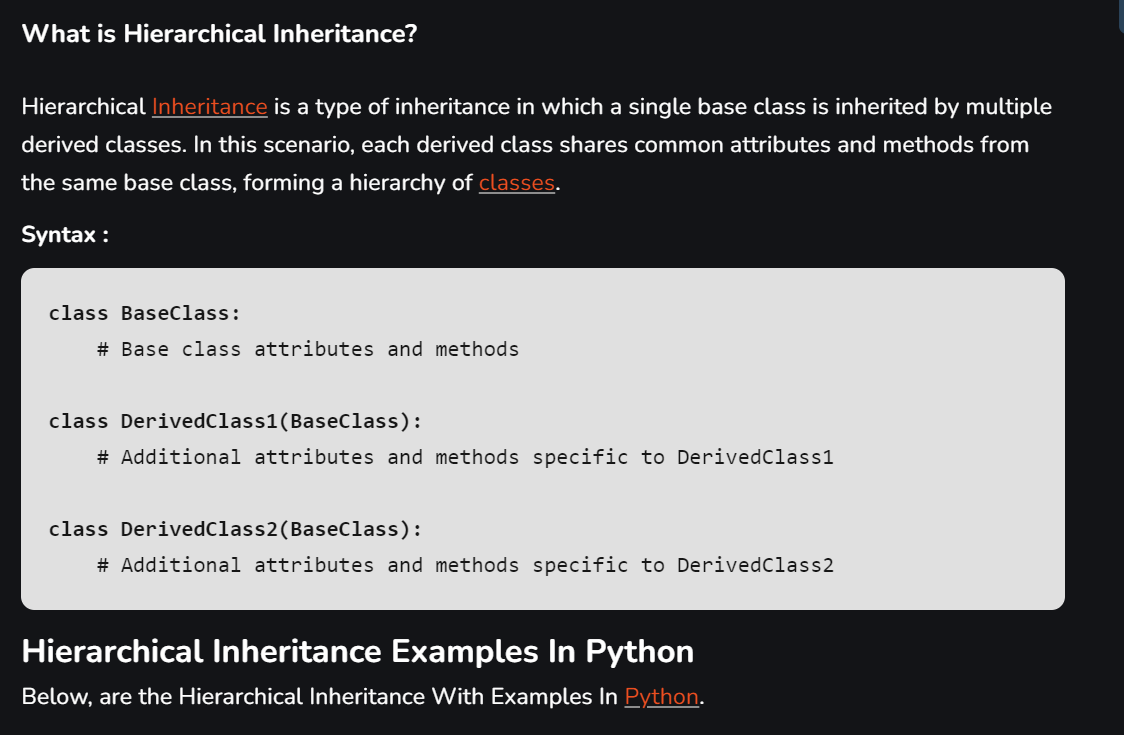 What is Hierarchical Inheritance?
Hierarchical Inheritance is a type of inheritance in which a single base class is inherited by multiple
derived classes. In this scenario, each derived class shares common attributes and methods from
the same base class, forming a hierarchy of classes.
Syntax :
class BaseClass:
    # Base class attributes and methods
class DerivedClass1(BaseClass):
    # Additional attributes and methods specific to DerivedClass1
class DerivedClass2(BaseClass):
    # Additional attributes and methods specific to DerivedClass2
Hierarchical Inheritance Examples In Python
Below, are the Hierarchical Inheritance With Examples In Python.